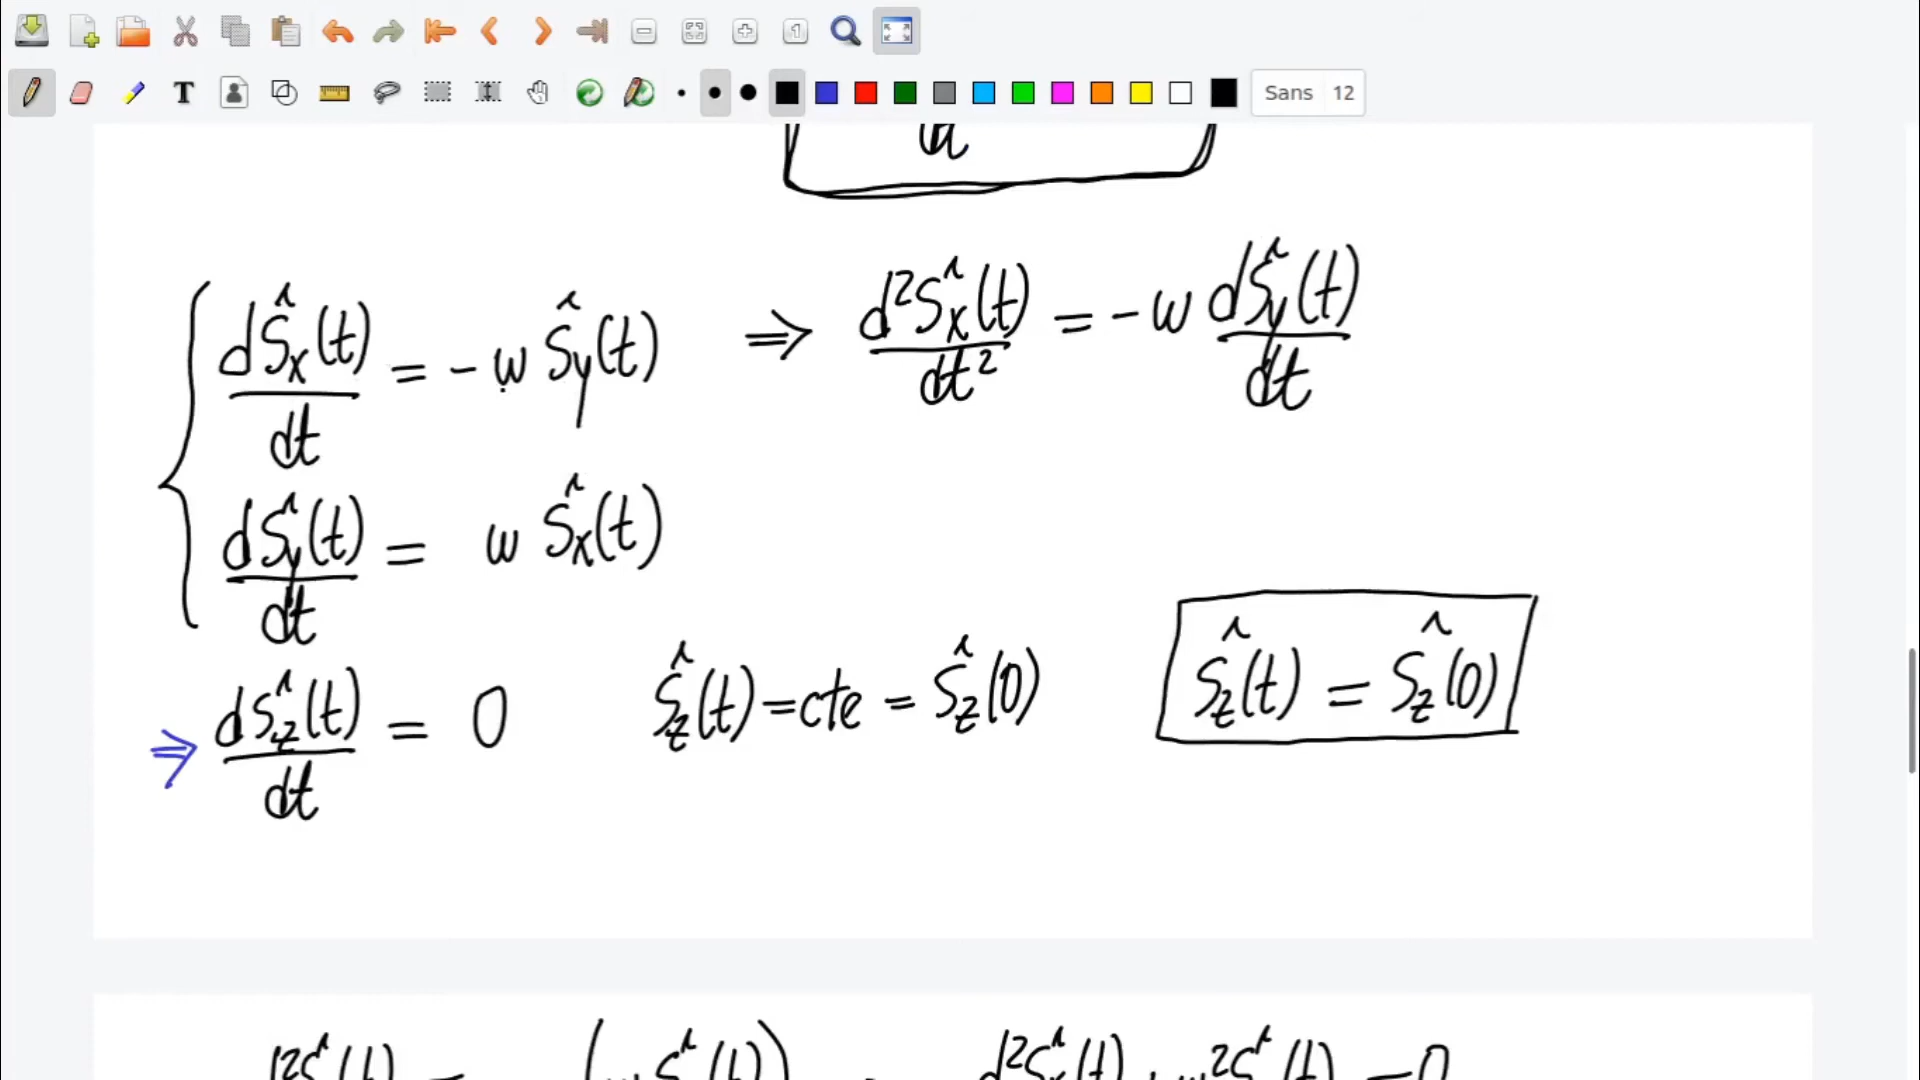 T Sans 12
d
dŜx(t)/dt = -w Ŝy(t) ⇒ d²Ŝx(t)/dt² = -w dŜy(t)/dt
dŜy(t)/dt = w Ŝx(t)
⇒ dŜz(t)/dt = 0 Ŝz(t) = cte = Ŝz(0) Ŝz(t) = Ŝz(0)